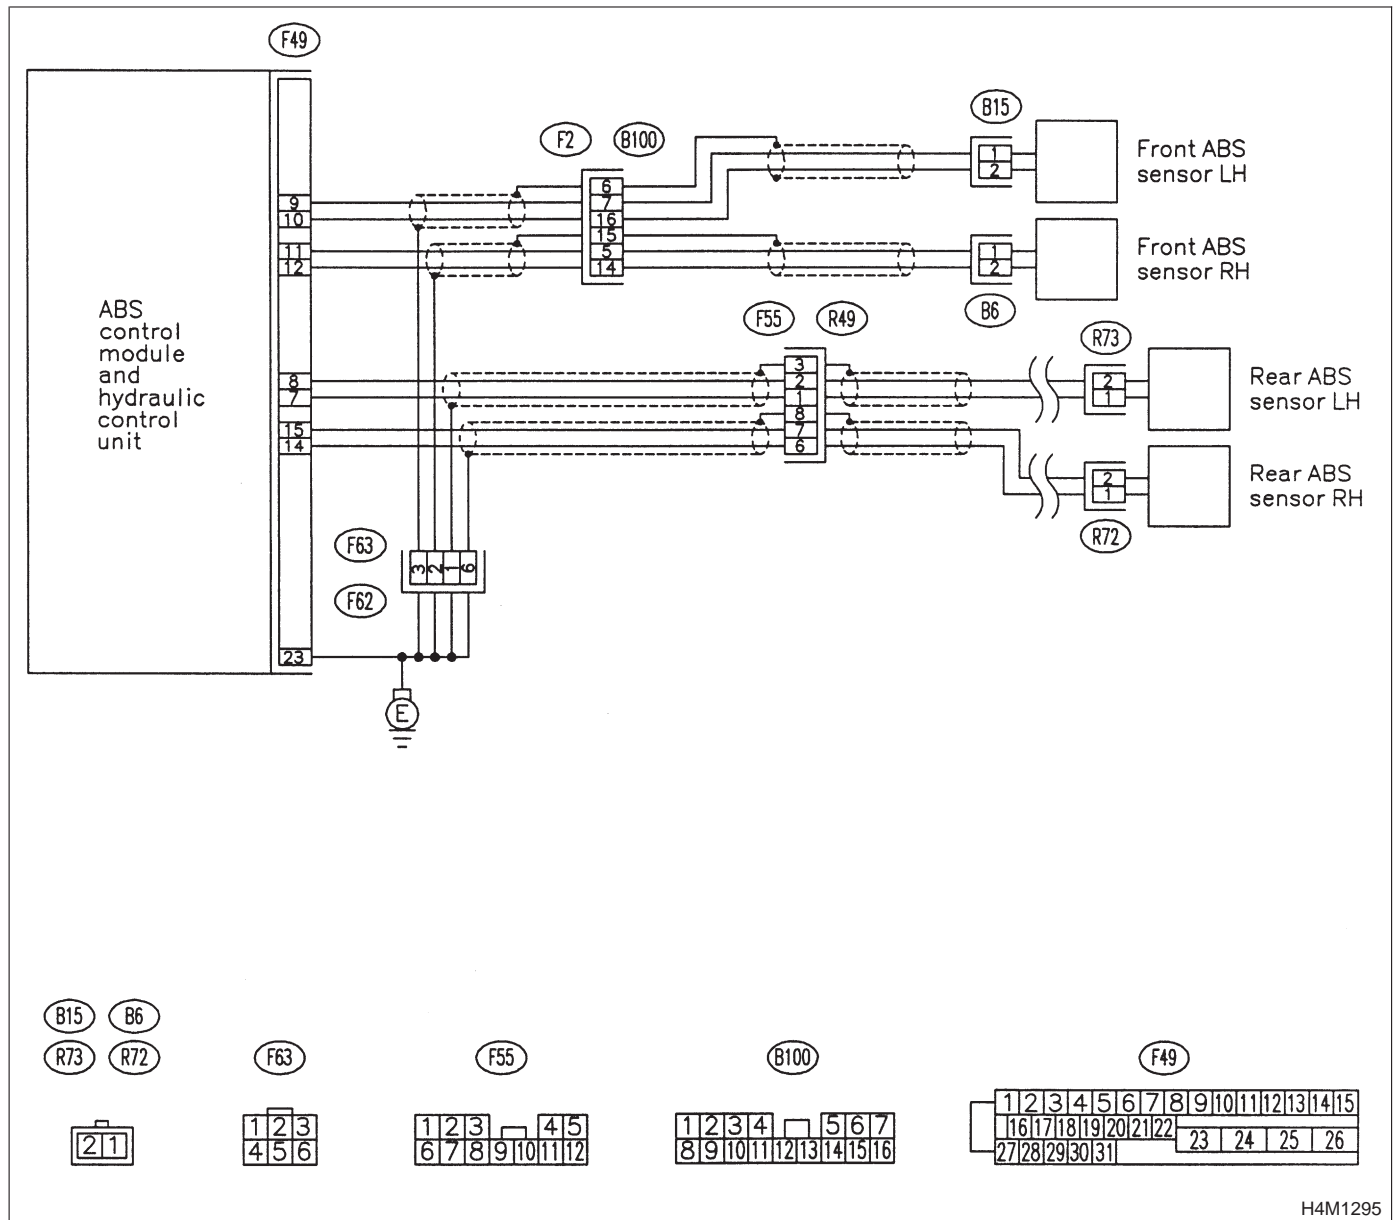 F49
B15
F2 B100
Front ABS
sensor LH
1
2
6
7
16
15
5
14
9
10
11
12
Front ABS
sensor RH
1
2
B6
ABS
control
module
and
hydraulic
control
unit
F55 R49
R73
3
2
1
8
7
6
8
7
15
14
2
1
Rear ABS
sensor LH
2
1
Rear ABS
sensor RH
R72
F63
3 2 1 6
F62
23
E
B15 B6
R73 R72
F63
F55
B100
F49
2 1
1 2 3
4 5 6
1 2 3 4 5
6 7 8 9 10 11 12
1 2 3 4 5 6 7
8 9 10 11 12 13 14 15 16
1 2 3 4 5 6 7 8 9 10 11 12 13 14 15
16 17 18 19 20 21 22 23 24 25 26
27 28 29 30 31
H4M1295